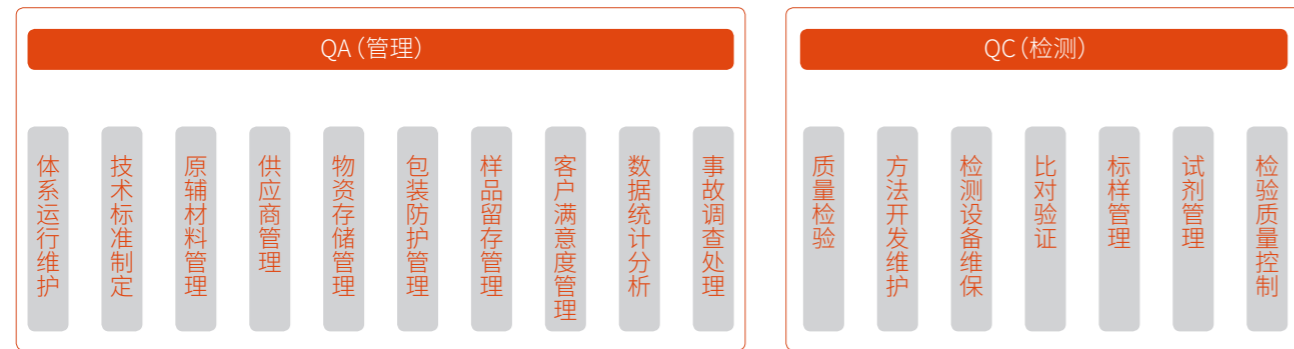 QA（管理）
体系运行维护
技术标准制定
原辅材料管理
供应商管理
物资存储管理
包装防护管理
样品留存管理
客户满意度管理
数据统计分析
事故调查处理
QC（检测）
质量检验
方法开发维护
检测设备维保
比对验证
标样管理
试剂管理
检验质量控制